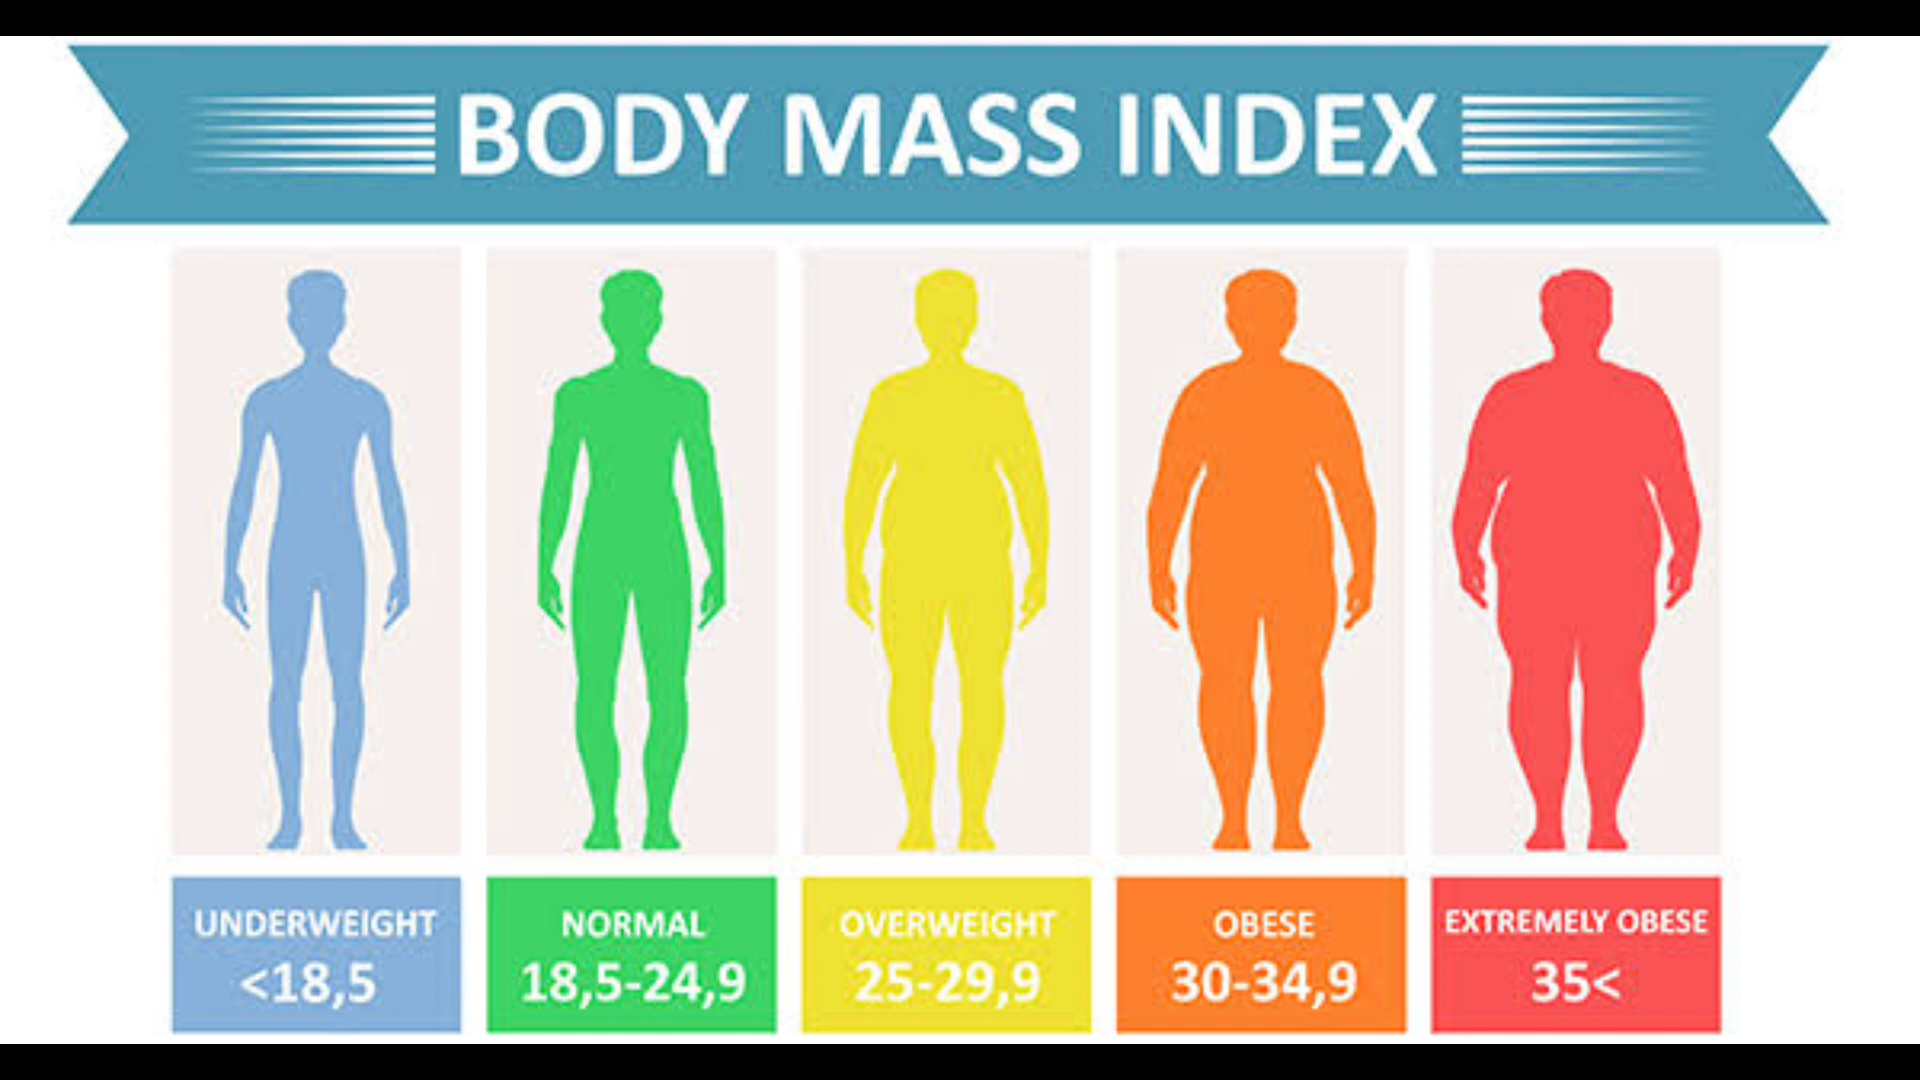 BODY MASS INDEX
UNDERWEIGHT
<18,5
NORMAL
18,5-24,9
OVERWEIGHT
25-29,9
OBESE
30-34,9
EXTREMELY OBESE
35<